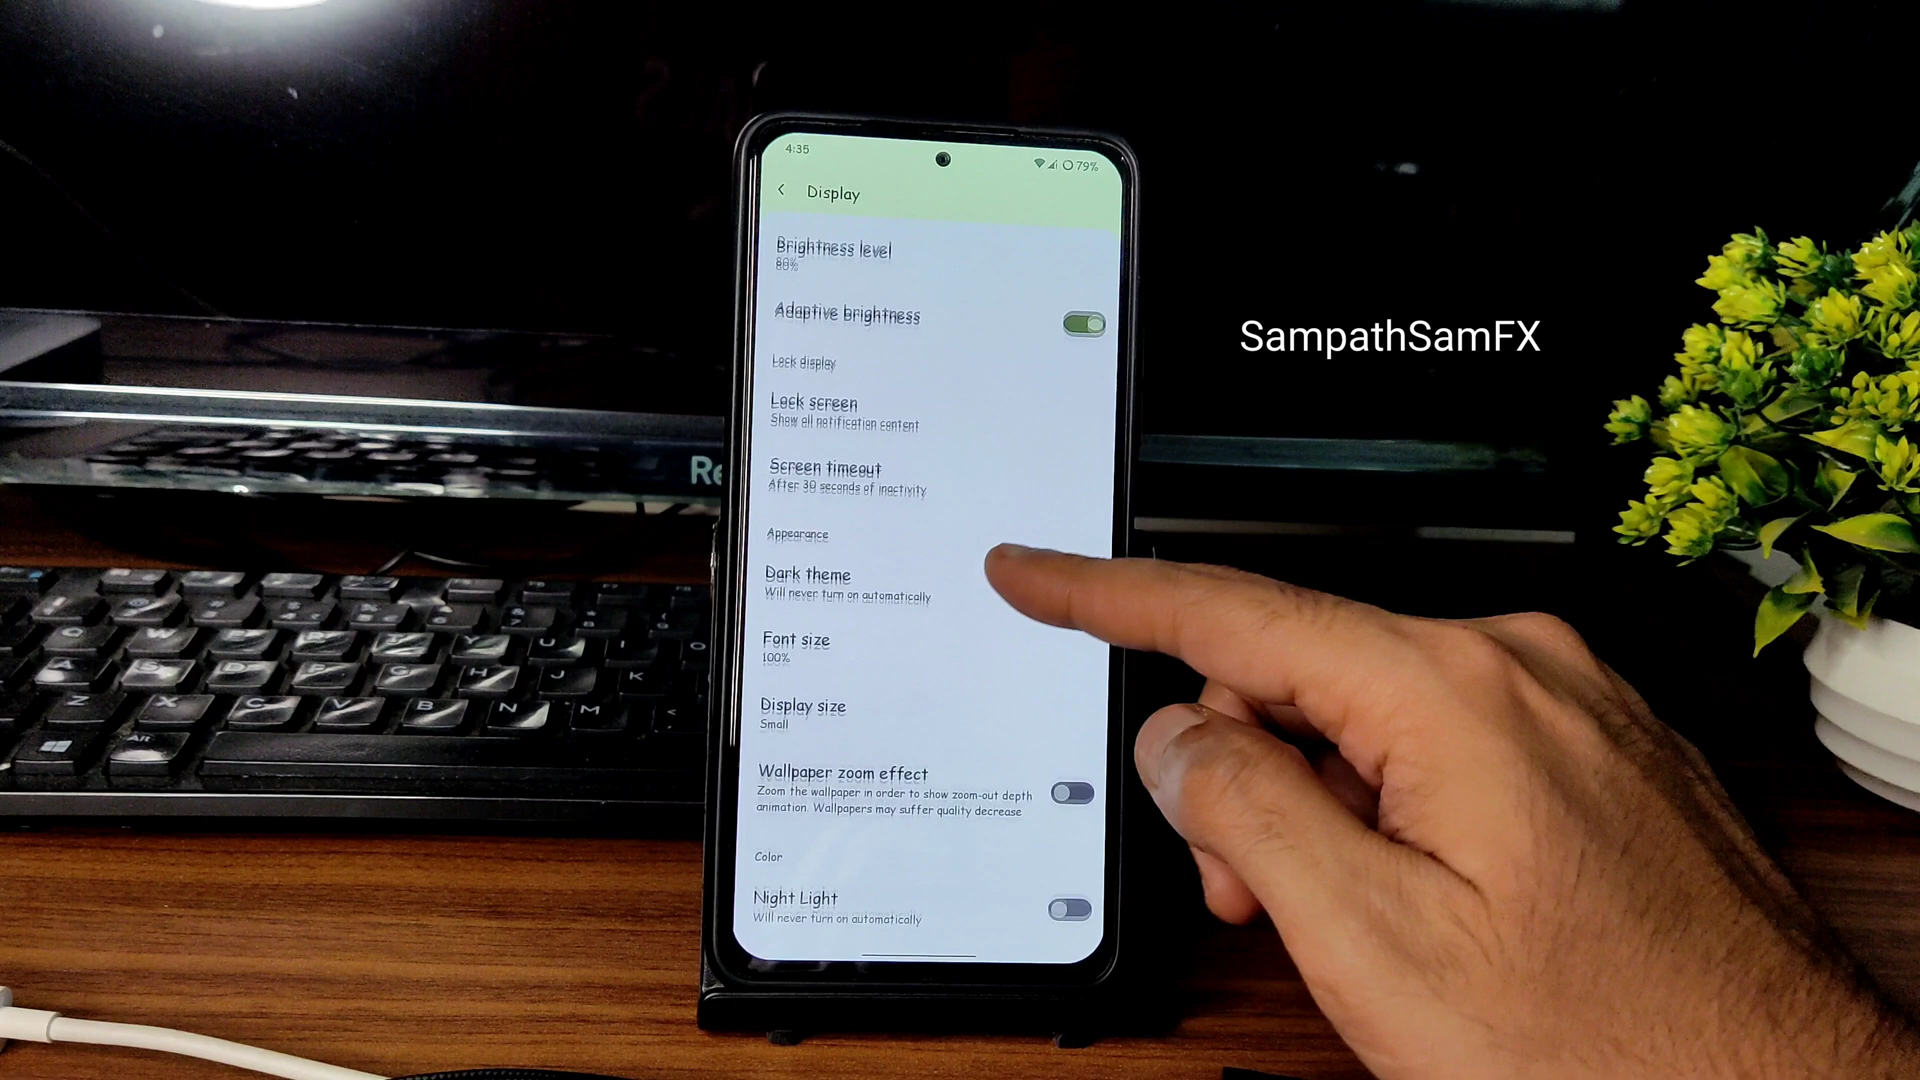 4:35
79%
Display
Brightness level
80%
Adaptive brightness
Lock display
Lock screen
Show all notification content
Screen timeout
After 30 seconds of inactivity
Appearance
Dark theme
Will never turn on automatically
Font size
100%
Display size
Small
Wallpaper zoom effect
Zoom the wallpaper in order to show zoom-out depth
animation. Wallpapers may suffer quality decrease
Color
Night Light
Will never turn on automatically
SampathSamFX
Re
Q W E R T Y U I O
A S D F G H J K
Z X C V B N M
Alt